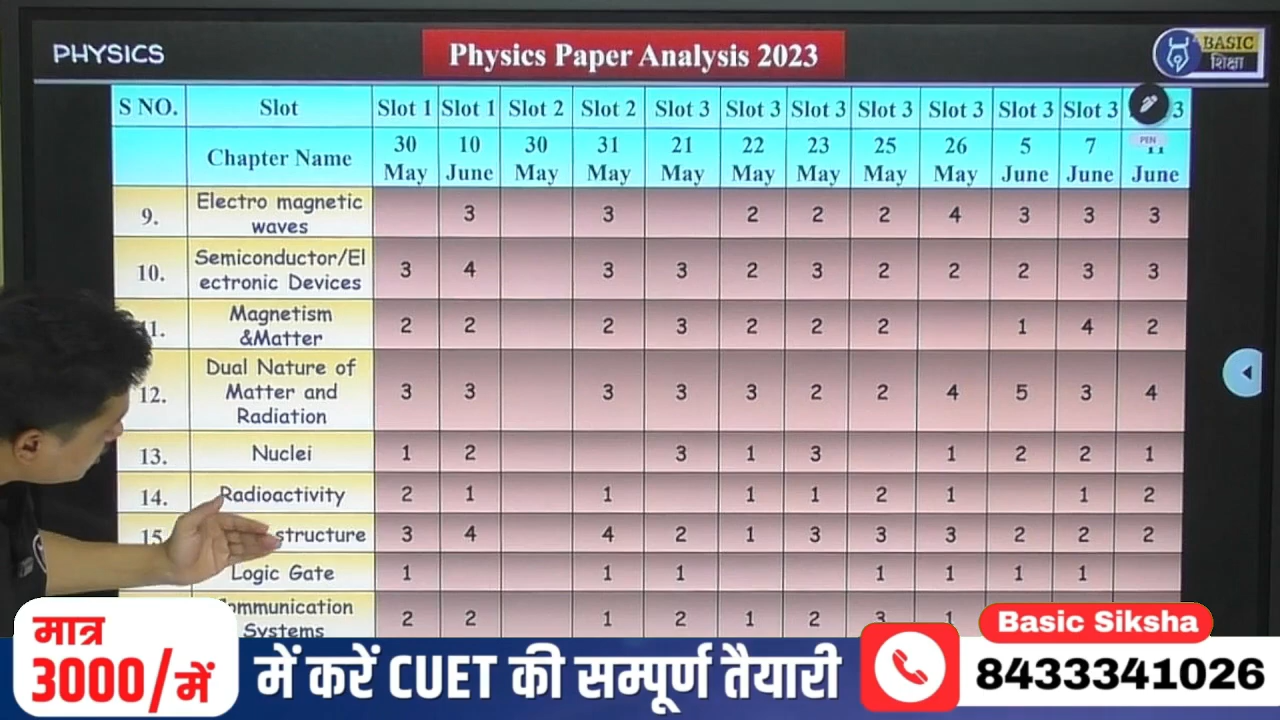 PHYSICS
Physics Paper Analysis 2023
BASIC
शिक्षा
S NO. Slot Slot 1 Slot 1 Slot 2 Slot 2 Slot 3 Slot 3 Slot 3 Slot 3 Slot 3 Slot 3 Slot 3 3
PEN
30 10 30 31 21 22 23 25 26 5 7 11
Chapter Name
May June May May May May May May May June June June
Electro magnetic
9. 3 3 2 2 2 4 3 3 3
waves
Semiconductor/El
10. 3 4 3 3 2 3 2 2 2 3 3
ectronic Devices
Magnetism
11. 2 2 2 3 2 2 2 1 4 2
&Matter
Dual Nature of
12. Matter and 3 3 3 3 3 2 2 4 5 3 4
Radiation
13. Nuclei 1 2 3 1 3 1 2 2 1
14. Radioactivity 2 1 1 1 1 2 1 1 2
15 structure 3 4 4 2 1 3 3 3 2 2 2
Logic Gate 1 1 1 1 1 1 1
ommunication
2 2 1 2 1 2 3 1
Systems
मात्र
3000/में
में करें CUET की सम्पूर्ण तैयारी
Basic Siksha
8433341026